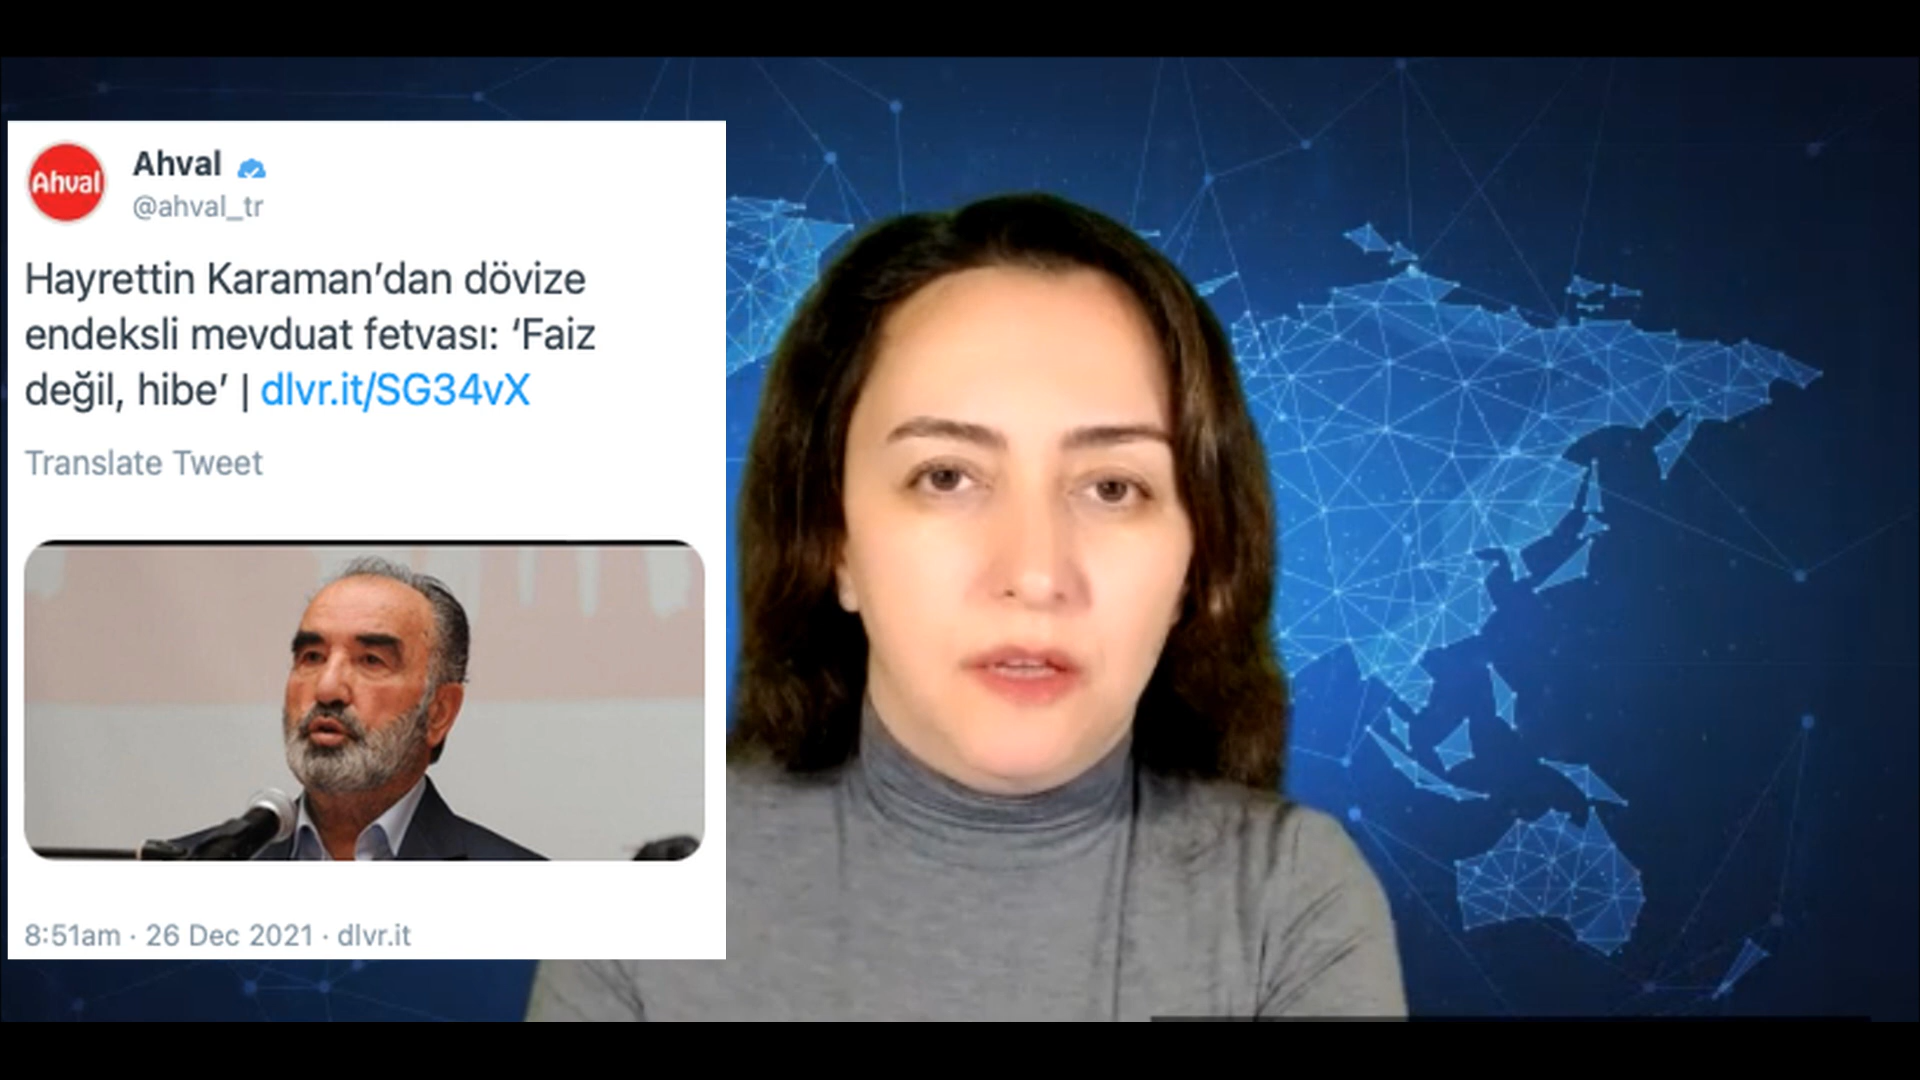 Ahval
Ahval
@ahval_tr
Hayrettin Karaman’dan dövize
endeksli mevduat fetvası: ‘Faiz
değil, hibe’ | dlvr.it/SG34vX
Translate Tweet
8:51am · 26 Dec 2021 · dlvr.it